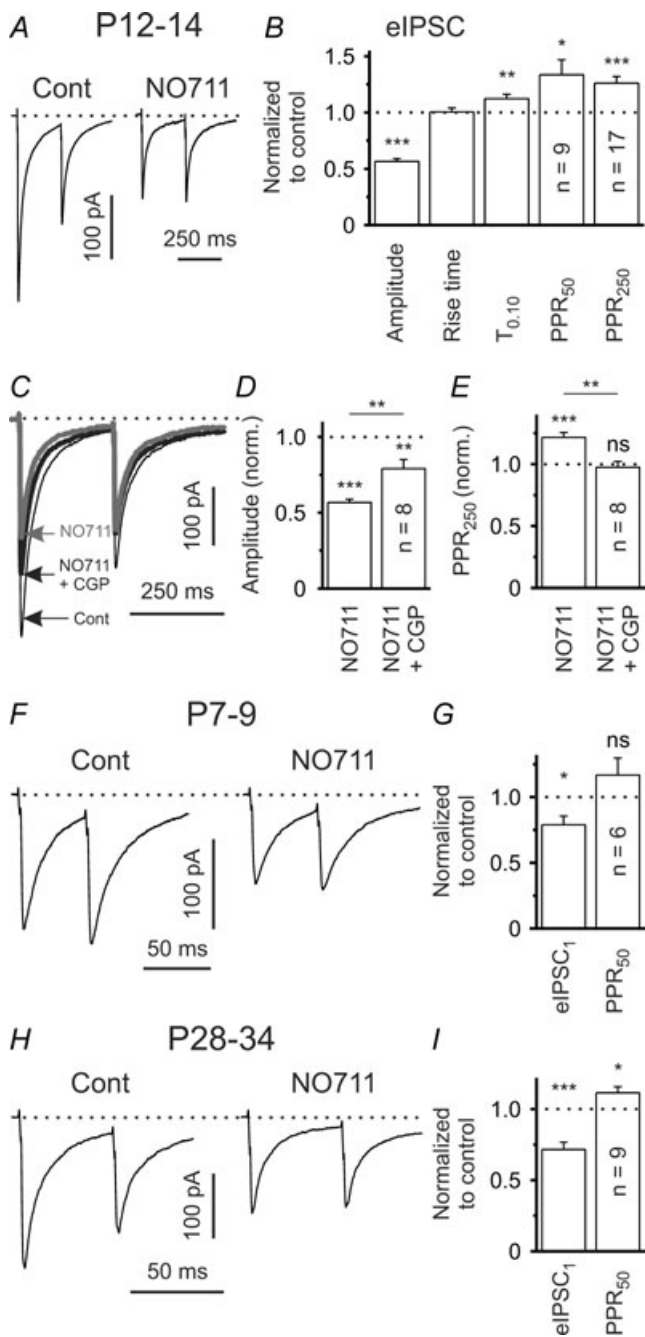 A P12-14
Cont NO711
100 pA
250 ms
B eIPSC
Normalized
to control
1.5
1.0
0.5
0
***
**
*
***
n = 9
n = 17
Amplitude
Rise time
T0.10
PPR50
PPR250
C
NO711
NO711
+ CGP
Cont
100 pA
250 ms
D
Amplitude (norm.)
1.0
0.5
0
**
***
**
n = 8
NO711
NO711
+ CGP
E
PPR250 (norm.)
1.0
0.5
0
**
***
ns
n = 8
NO711
NO711
+ CGP
F P7-9
Cont NO711
100 pA
50 ms
G
Normalized
to control
1.0
0.5
0
*
ns
n = 6
eIPSC1
PPR50
H P28-34
Cont NO711
100 pA
50 ms
I
Normalized
to control
1.0
0.5
0
***
*
n = 9
eIPSC1
PPR50